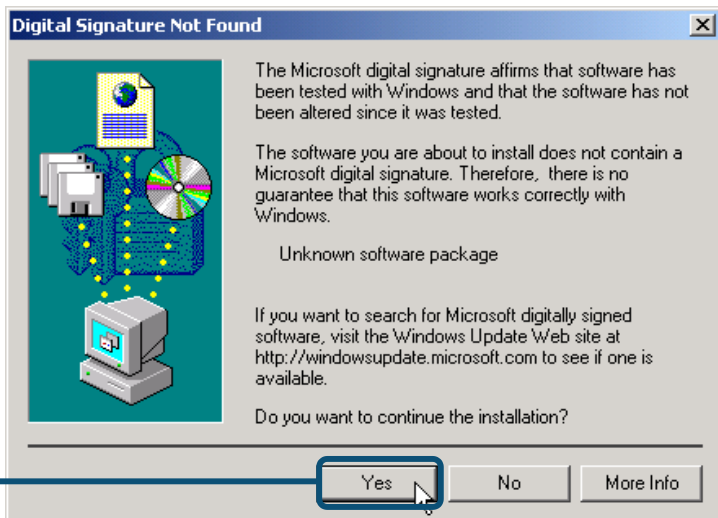 Digital Signature Not Found
The Microsoft digital signature affirms that software has
been tested with Windows and that the software has not
been altered since it was tested.
The software you are about to install does not contain a
Microsoft digital signature. Therefore, there is no
guarantee that this software works correctly with
Windows.
Unknown software package
If you want to search for Microsoft digitally signed
software, visit the Windows Update Web site at
http://windowsupdate.microsoft.com to see if one is
available.
Do you want to continue the installation?
Yes No More Info